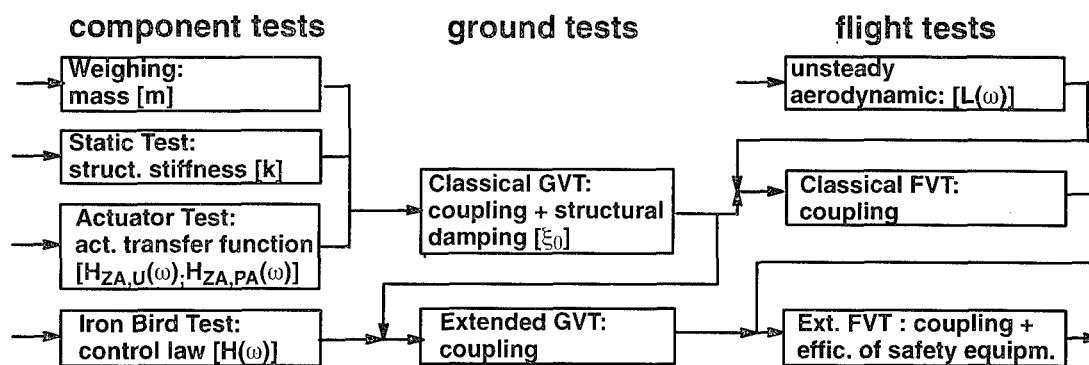 component tests
ground tests
flight tests
Weighing:
mass [m]
Static Test:
struct. stiffness [k]
Actuator Test:
act. transfer function
[H_ZA,U(ω);H_ZA,PA(ω)]
Iron Bird Test:
control law [H(ω)]
Classical GVT:
coupling + structural
damping [ξ₀]
Extended GVT:
coupling
unsteady
aerodynamic: [L(ω)]
Classical FVT:
coupling
Ext. FVT : coupling +
effic. of safety equipm.